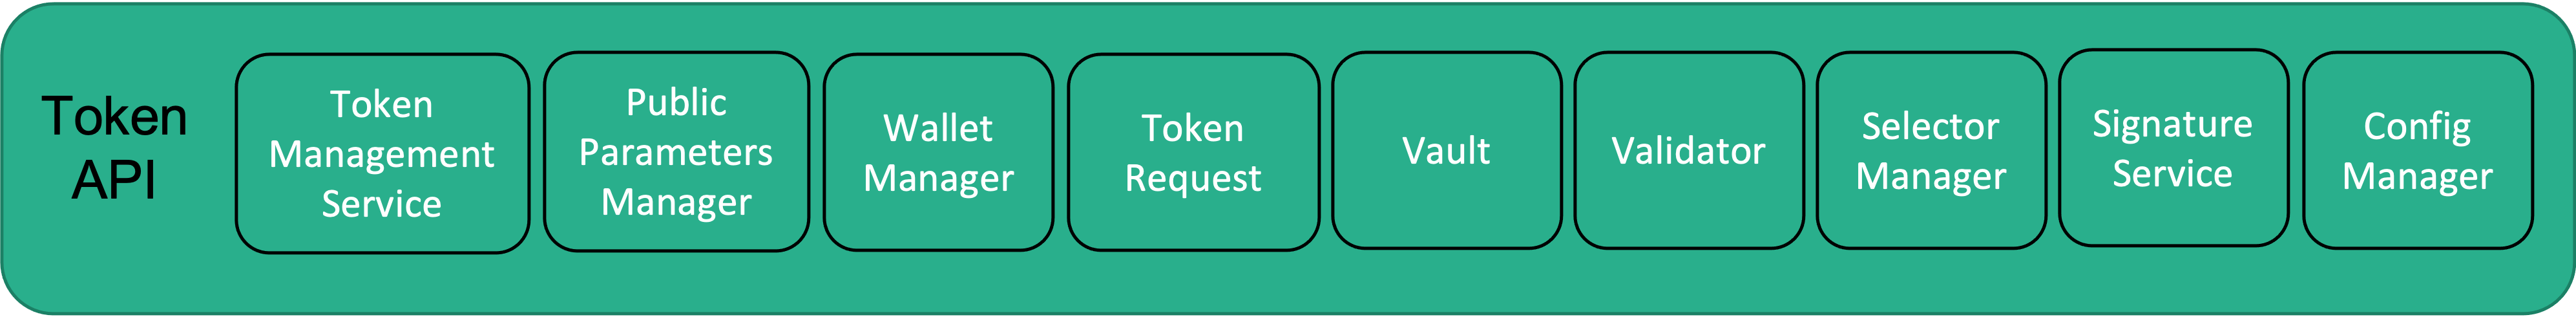 Token
API
Token
Management
Service
Public
Parameters
Manager
Wallet
Manager
Token
Request
Vault
Validator
Selector
Manager
Signature
Service
Config
Manager